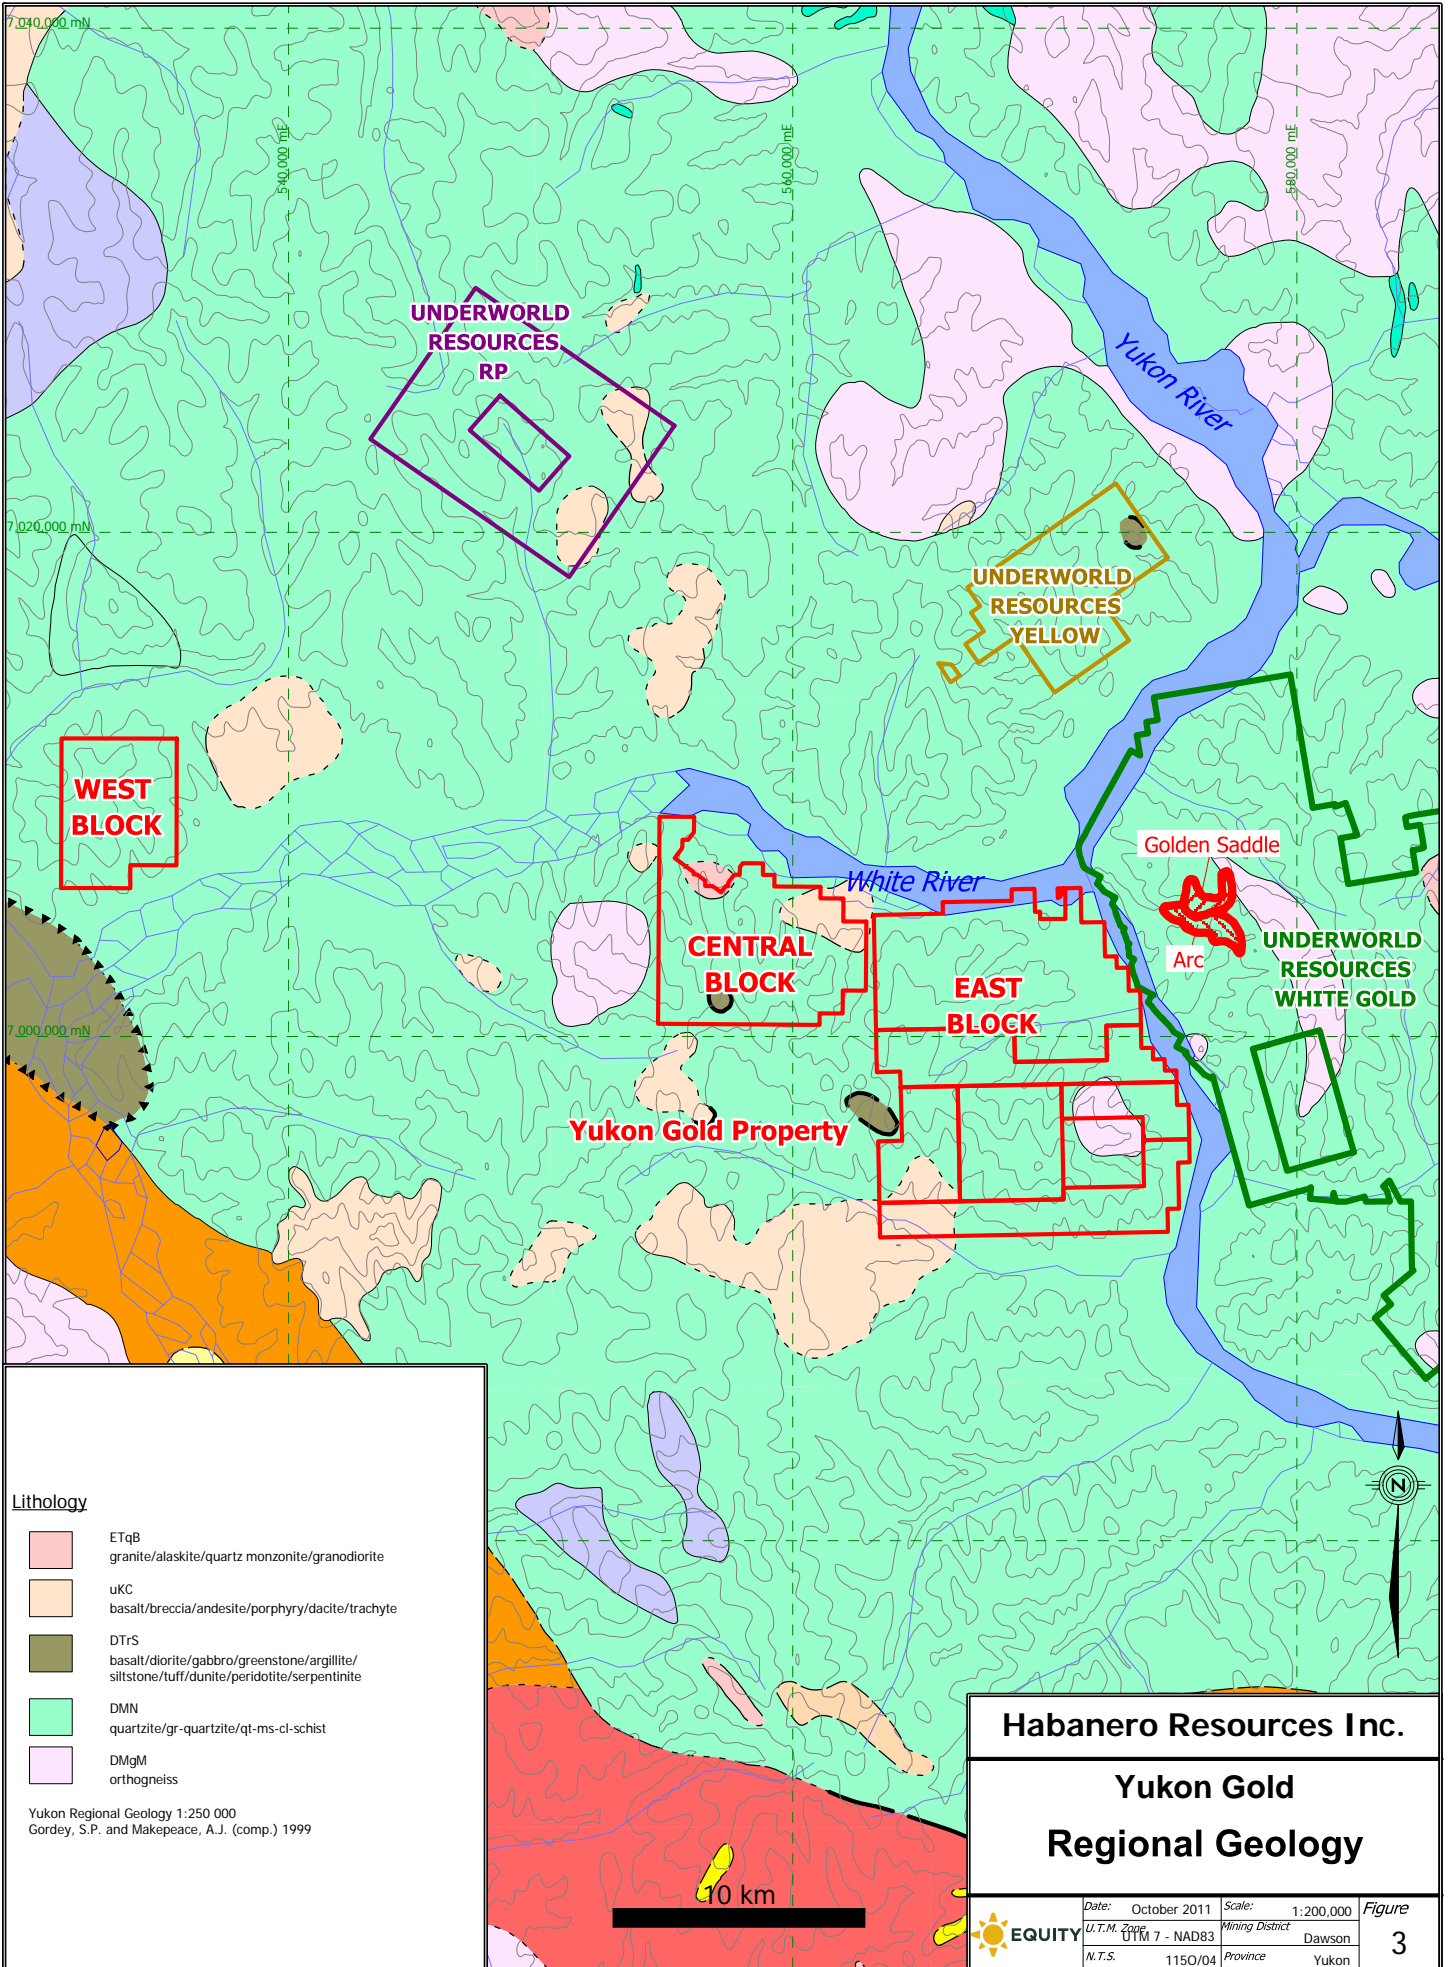 7,040,000 mN
540,000 mE
560,000 mE
580,000 mE
UNDERWORLD
RESOURCES
RP
Yukon River
7,020,000 mN
UNDERWORLD
RESOURCES
YELLOW
WEST
BLOCK
Golden Saddle
White River
Arc
CENTRAL
BLOCK
EAST
BLOCK
UNDERWORLD
RESOURCES
WHITE GOLD
7,000,000 mN
Yukon Gold Property
N
Lithology
ETqB
granite/alaskite/quartz monzonite/granodiorite
uKC
basalt/breccia/andesite/porphyry/dacite/trachyte
DTrS
basalt/diorite/gabbro/greenstone/argillite/
siltstone/tuff/dunite/peridotite/serpentinite
DMN
quartzite/gr-quartzite/qt-ms-cl-schist
DMgM
orthogneiss
Yukon Regional Geology 1:250 000
Gordey, S.P. and Makepeace, A.J. (comp.) 1999
10 km
Habanero Resources Inc.
Yukon Gold
Regional Geology
EQUITY
Date: October 2011
Scale: 1:200,000
U.T.M. Zone UTM 7 - NAD83
Mining District Dawson
N.T.S. 115O/04
Province Yukon
Figure
3